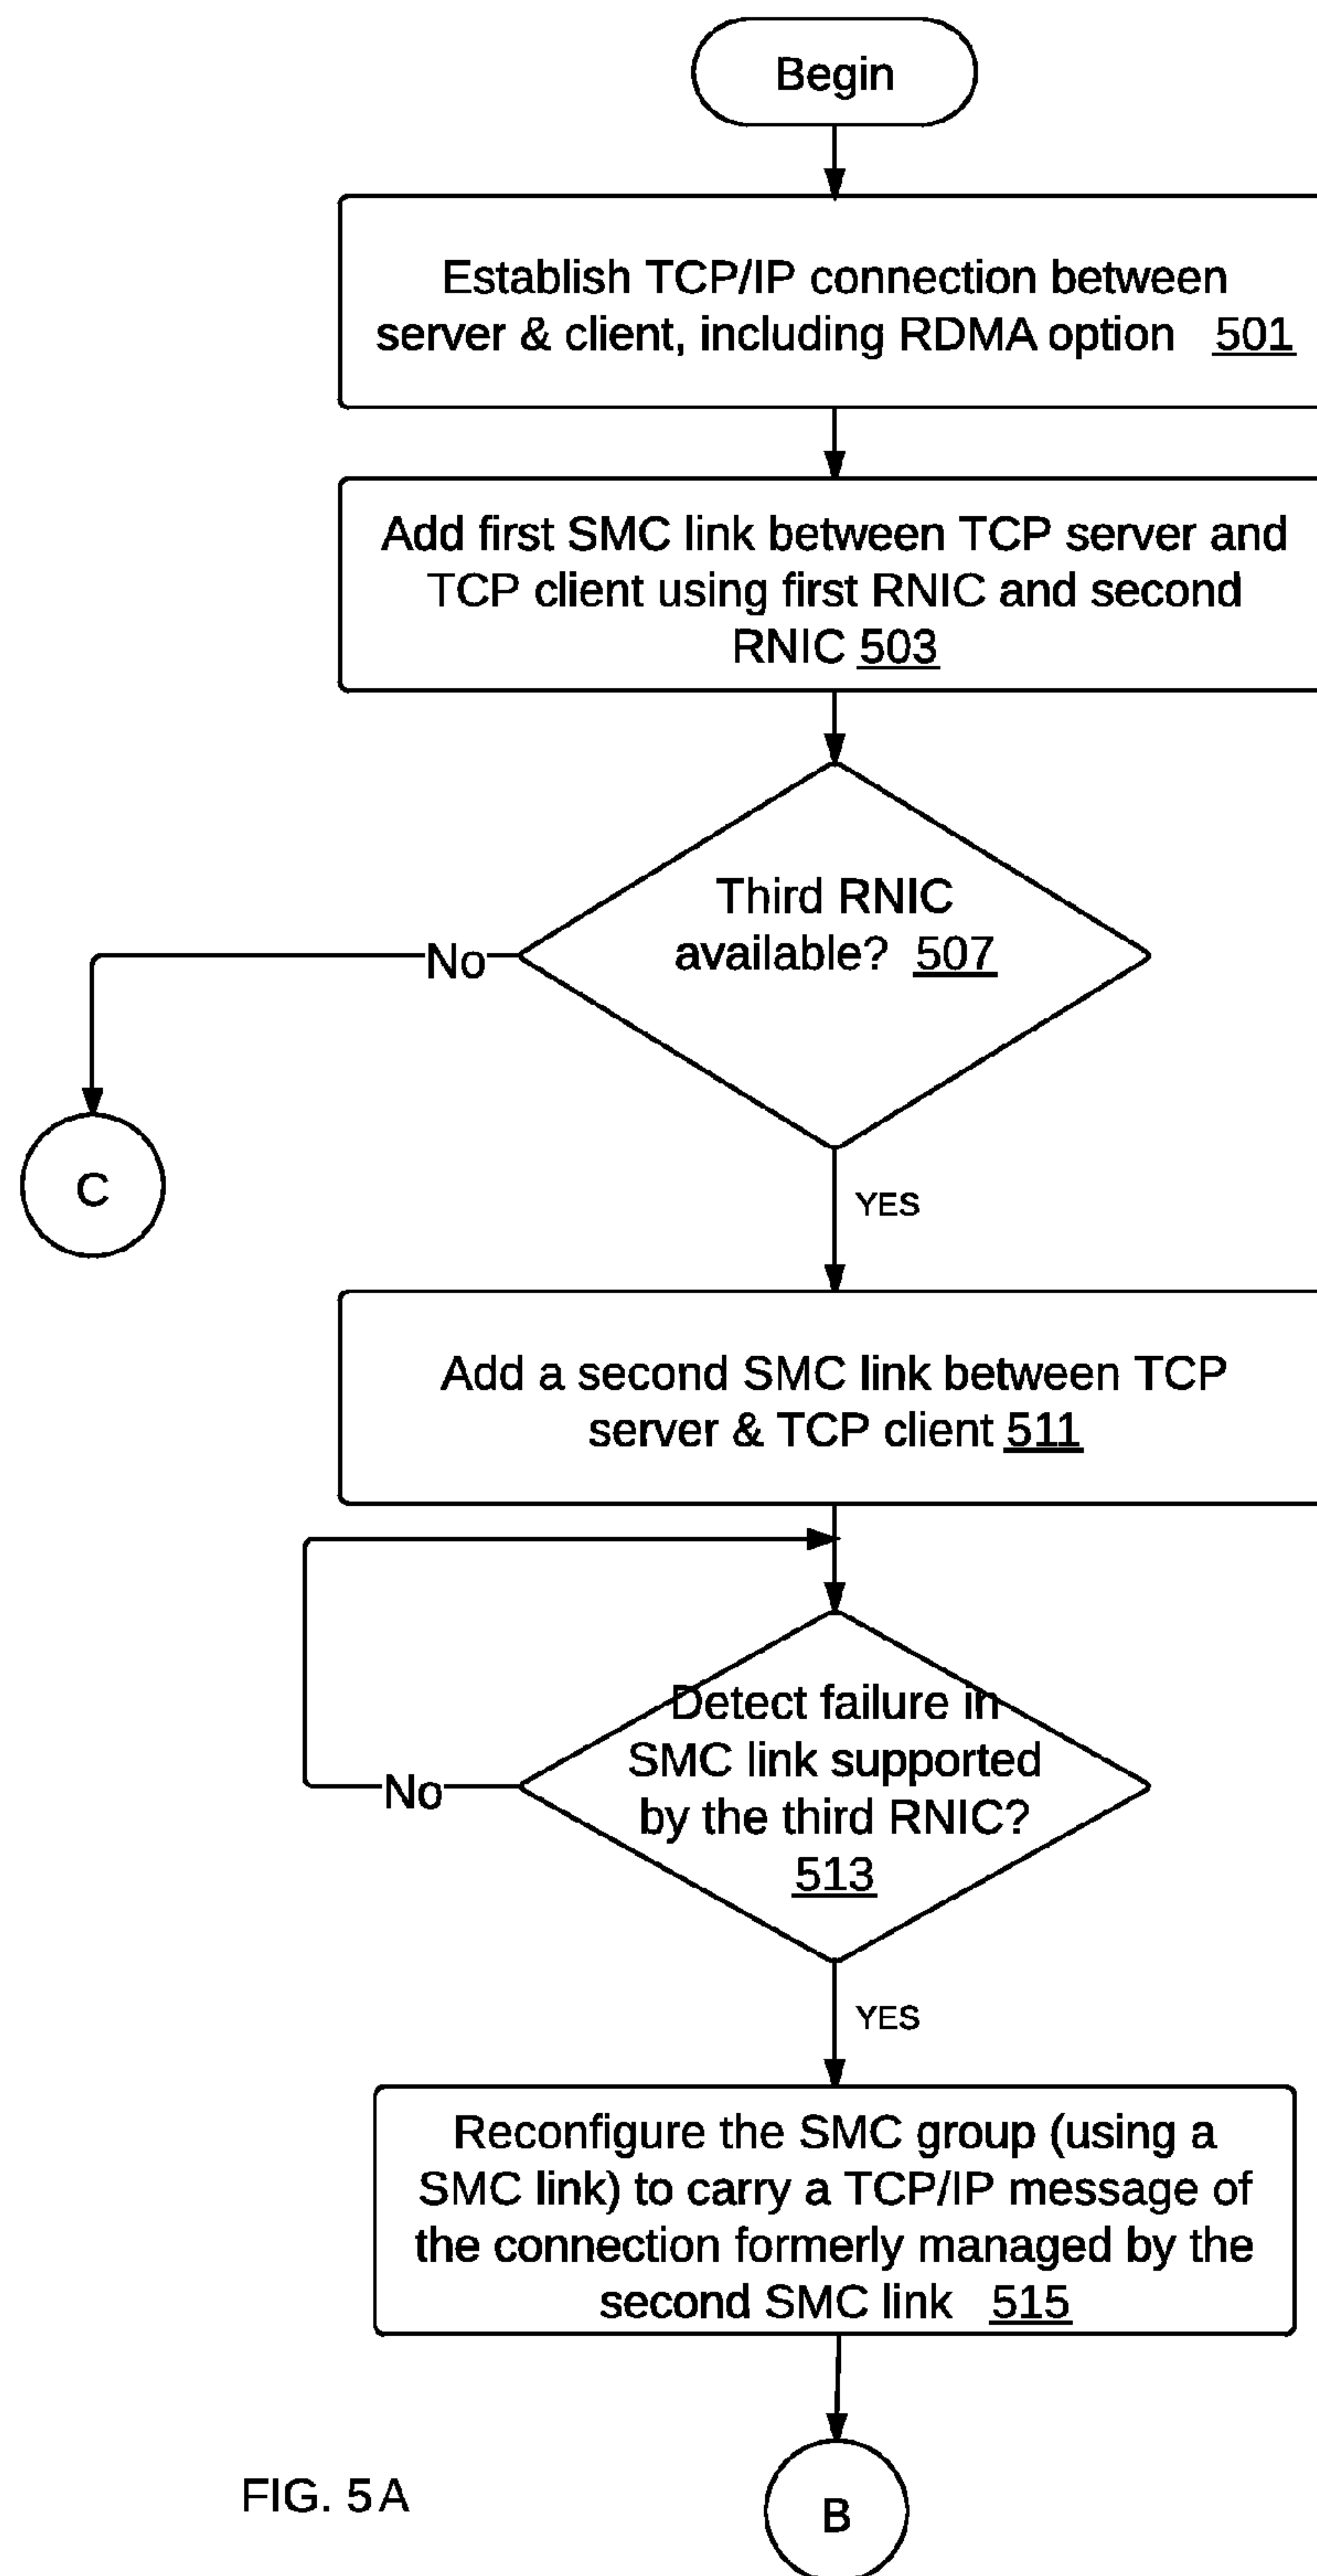 Begin
Establish TCP/IP connection between
server & client, including RDMA option 501
Add first SMC link between TCP server and
TCP client using first RNIC and second
RNIC 503
Third RNIC
available? 507
No
C
YES
Add a second SMC link between TCP
server & TCP client 511
Detect failure in
SMC link supported
by the third RNIC?
513
No
YES
Reconfigure the SMC group (using a
SMC link) to carry a TCP/IP message of
the connection formerly managed by the
second SMC link 515
B
FIG. 5A